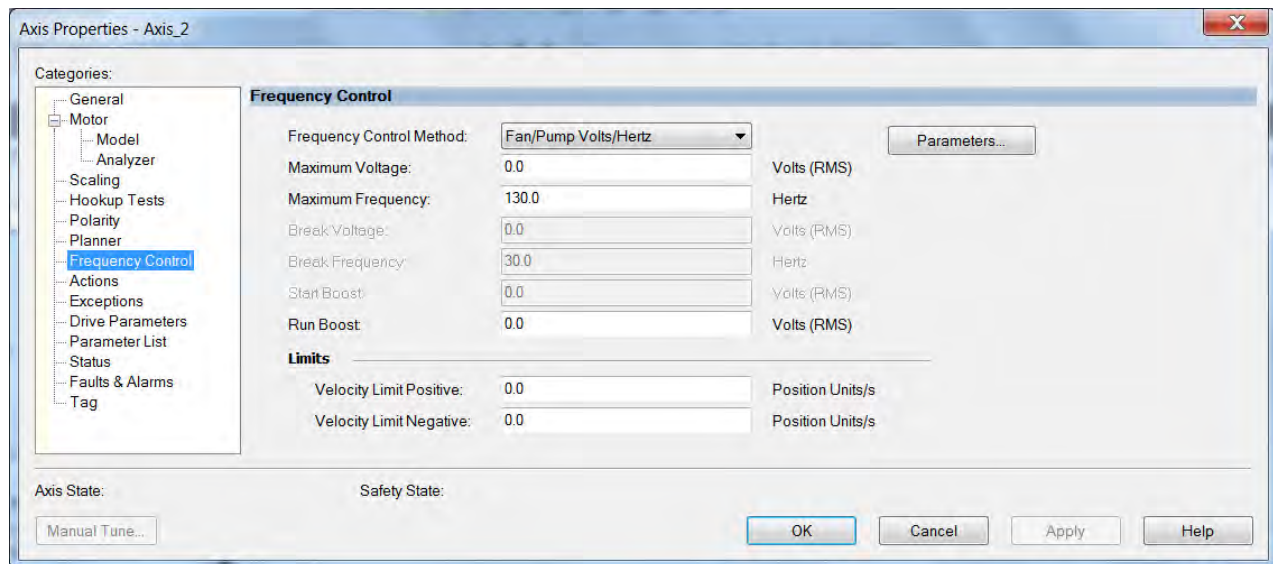 Axis Properties - Axis_2
X
Categories:
General
Motor
Model
Analyzer
Scaling
Hookup Tests
Polarity
Planner
Frequency Control
Actions
Exceptions
Drive Parameters
Parameter List
Status
Faults & Alarms
Tag
Frequency Control
Frequency Control Method: Fan/Pump Volts/Hertz Parameters...
Maximum Voltage: 0.0 Volts (RMS)
Maximum Frequency: 130.0 Hertz
Break Voltage: 0.0 Volts (RMS)
Break Frequency: 30.0 Hertz
Start Boost: 0.0 Volts (RMS)
Run Boost: 0.0 Volts (RMS)
Limits
Velocity Limit Positive: 0.0 Position Units/s
Velocity Limit Negative: 0.0 Position Units/s
Axis State: Safety State:
Manual Tune... OK Cancel Apply Help